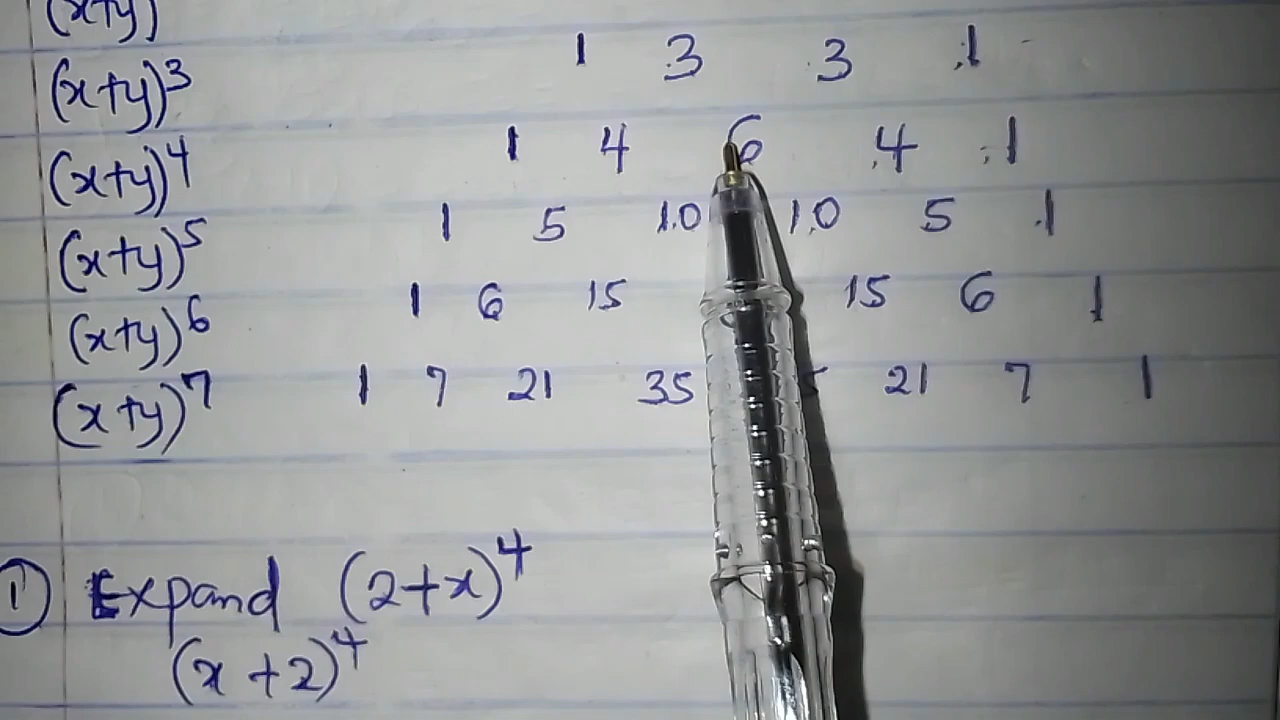 (x+y)
(x+y)³ 1 3 3 1
(x+y)⁴ 1 4 6 4 1
(x+y)⁵ 1 5 10 10 5 1
(x+y)⁶ 1 6 15 15 6 1
(x+y)⁷ 1 7 21 35 21 7 1
① Expand (2+x)⁴
(x+2)⁴